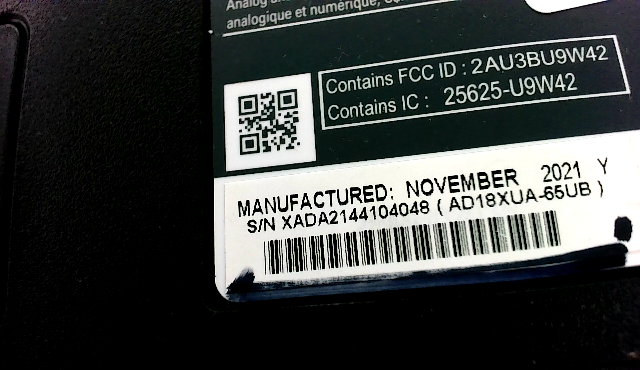 analogique et numérique,
Contains FCC ID : 2AU3BU9W42
Contains IC : 25625-U9W42
MANUFACTURED: NOVEMBER 2021 Y
S/N XADA2144104048 ( AD18XUA-65UB )